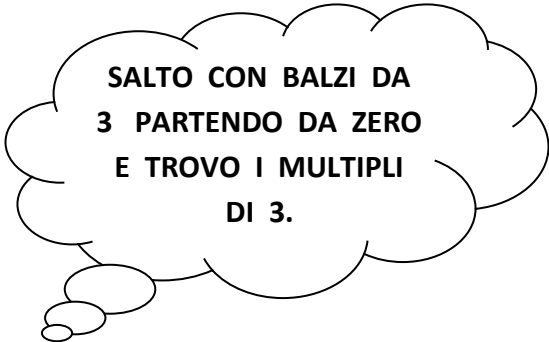 SALTO CON BALZI DA
3 PARTENDO DA ZERO
E TROVO I MULTIPLI
DI 3.